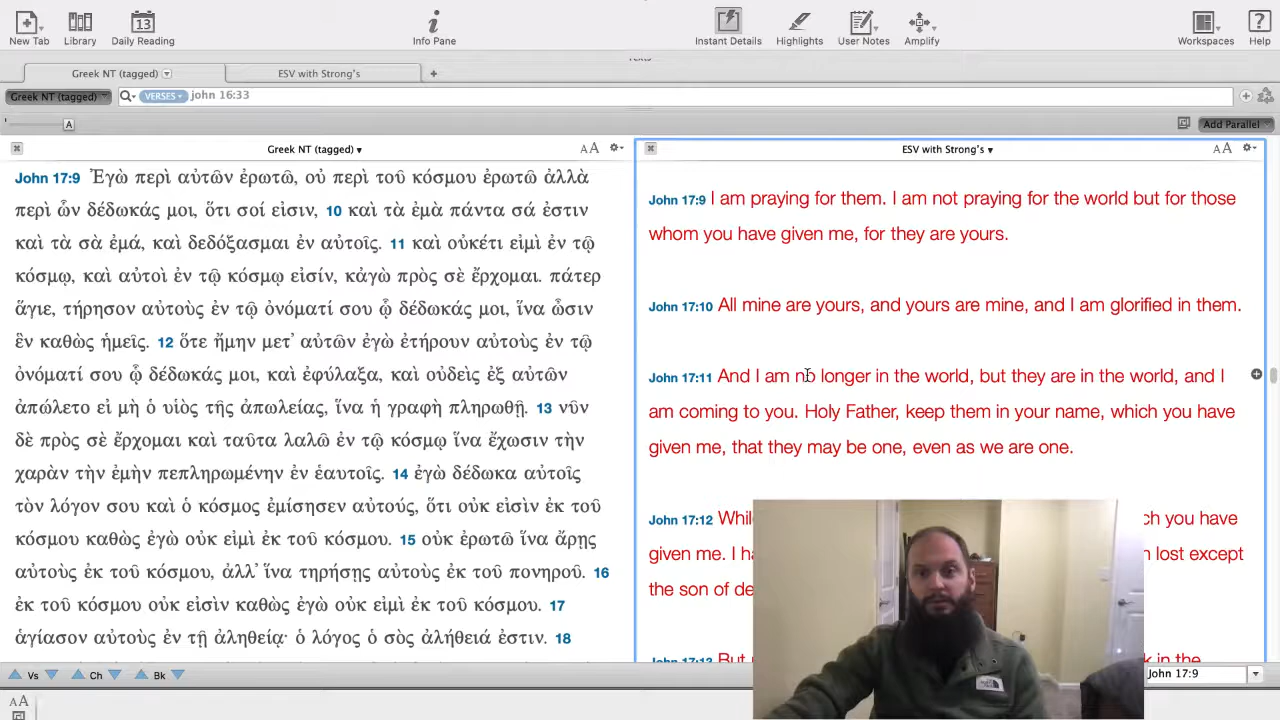 New Tab
Library
13
Daily Reading
Info Pane
Instant Details
Highlights
User Notes
Amplify
Workspaces
Help
Greek NT (tagged)
ESV with Strong's
Greek NT (tagged)
VERSES
john 16:33
A
Add Parallel
Greek NT (tagged)
AA
John 17:9 Ἐγὼ περὶ αὐτῶν ἐρωτῶ, οὐ περὶ τοῦ κόσμου ἐρωτῶ ἀλλὰ
περὶ ὧν δέδωκάς μοι, ὅτι σοί εἰσιν, 10 καὶ τὰ ἐμὰ πάντα σά ἐστιν
καὶ τὰ σὰ ἐμά, καὶ δεδόξασμαι ἐν αὐτοῖς. 11 καὶ οὐκέτι εἰμὶ ἐν τῷ
κόσμῳ, καὶ αὐτοὶ ἐν τῷ κόσμῳ εἰσίν, κἀγὼ πρὸς σὲ ἔρχομαι. πάτερ
ἅγιε, τήρησον αὐτοὺς ἐν τῷ ὀνόματί σου ᾧ δέδωκάς μοι, ἵνα ὦσιν
ἓν καθὼς ἡμεῖς. 12 ὅτε ἤμην μετ’ αὐτῶν ἐγὼ ἐτήρουν αὐτοὺς ἐν τῷ
ὀνόματί σου ᾧ δέδωκάς μοι, καὶ ἐφύλαξα, καὶ οὐδεὶς ἐξ αὐτῶν
ἀπώλετο εἰ μὴ ὁ υἱὸς τῆς ἀπωλείας, ἵνα ἡ γραφὴ πληρωθῇ. 13 νῦν
δὲ πρὸς σὲ ἔρχομαι καὶ ταῦτα λαλῶ ἐν τῷ κόσμῳ ἵνα ἔχωσιν τὴν
χαρὰν τὴν ἐμὴν πεπληρωμένην ἐν ἑαυτοῖς. 14 ἐγὼ δέδωκα αὐτοῖς
τὸν λόγον σου καὶ ὁ κόσμος ἐμίσησεν αὐτούς, ὅτι οὐκ εἰσὶν ἐκ τοῦ
κόσμου καθὼς ἐγὼ οὐκ εἰμὶ ἐκ τοῦ κόσμου. 15 οὐκ ἐρωτῶ ἵνα ἄρῃς
αὐτοὺς ἐκ τοῦ κόσμου, ἀλλ’ ἵνα τηρήσῃς αὐτοὺς ἐκ τοῦ πονηροῦ. 16
ἐκ τοῦ κόσμου οὐκ εἰσὶν καθὼς ἐγὼ οὐκ εἰμὶ ἐκ τοῦ κόσμου. 17
ἁγίασον αὐτοὺς ἐν τῇ ἀληθείᾳ· ὁ λόγος ὁ σὸς ἀλήθειά ἐστιν. 18
ESV with Strong's
AA
John 17:9 I am praying for them. I am not praying for the world but for those
whom you have given me, for they are yours.
John 17:10 All mine are yours, and yours are mine, and I am glorified in them.
John 17:11 And I am no longer in the world, but they are in the world, and I
am coming to you. Holy Father, keep them in your name, which you have
given me, that they may be one, even as we are one.
John 17:12 ch you have
given me. I lost except
the son of
But in the
Vs
Ch
Bk
John 17:9
AA